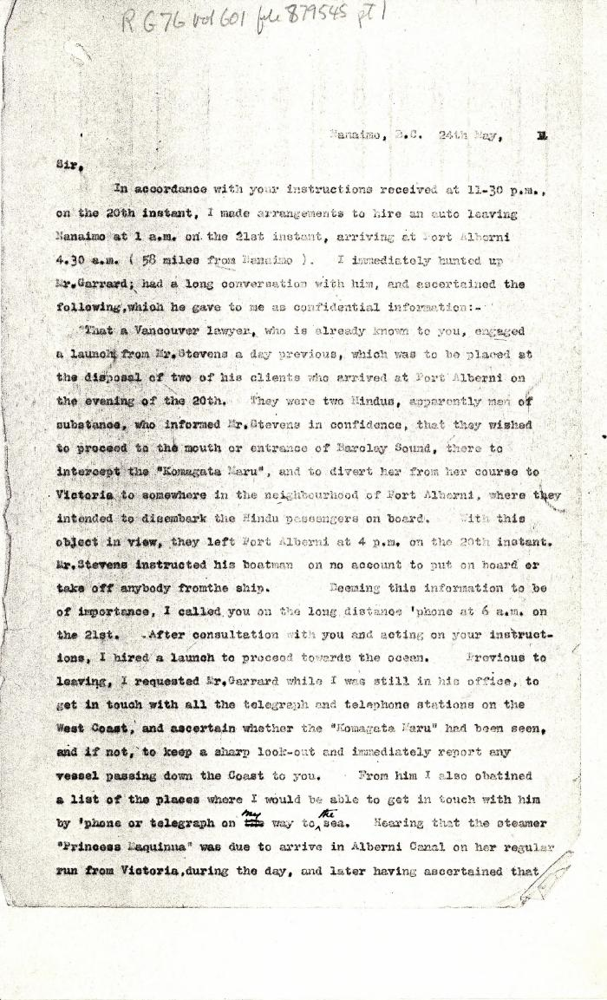 RG76 vol 601 file 879545 pt 1
Nanaimo, B.C. 24th May,
Sir,
In accordance with your instructions received at 11-30 p.m.,
on the 20th instant, I made arrangements to hire an auto leaving
Nanaimo at 1 a.m. on the 21st instant, arriving at Port Alberni
4.30 a.m. ( 58 miles from Nanaimo ). I immediately hunted up
Mr.Garrard; had a long conversation with him, and ascertained the
following,which he gave to me as confidential information:-
"That a Vancouver lawyer, who is already known to you, engaged
a launch from Mr.Stevens a day previous, which was to be placed at
the disposal of two of his clients who arrived at Port Alberni on
the evening of the 20th. They were two Hindus, apparently men of
substance, who informed Mr.Stevens in confidence, that they wished
to proceed to the mouth or entrance of Barclay Sound, there to
intercept the "Komagata Maru", and to divert her from her course to
Victoria to somewhere in the neighbourhood of Port Alberni, where they
intended to disembark the Hindu passengers on board. With this
object in view, they left Port Alberni at 4 p.m. on the 20th instant.
Mr.Stevens instructed his boatman on no account to put on board or
take off anybody fromthe ship. Deeming this information to be
of importance, I called you on the long distance 'phone at 6 a.m. on
the 21st. .After consultation with you and acting on your instruct-
ions, I hired a launch to proceed towards the ocean. Previous to
leaving, I requested Mr.Garrard while I was still in his office, to
get in touch with all the telegraph and telephone stations on the
West Coast, and ascertain whether the "Komagata Maru" had been seen,
and if not, to keep a sharp look-out and immediately report any
vessel passing down the Coast to you. From him I also obatined
a list of the places where I would be able to get in touch with him
by 'phone or telegraph on my way to the sea. Hearing that the steamer
"Princess Maquinna" was due to arrive in Alberni Canal on her regular
run from Victoria,during the day, and later having ascertained that